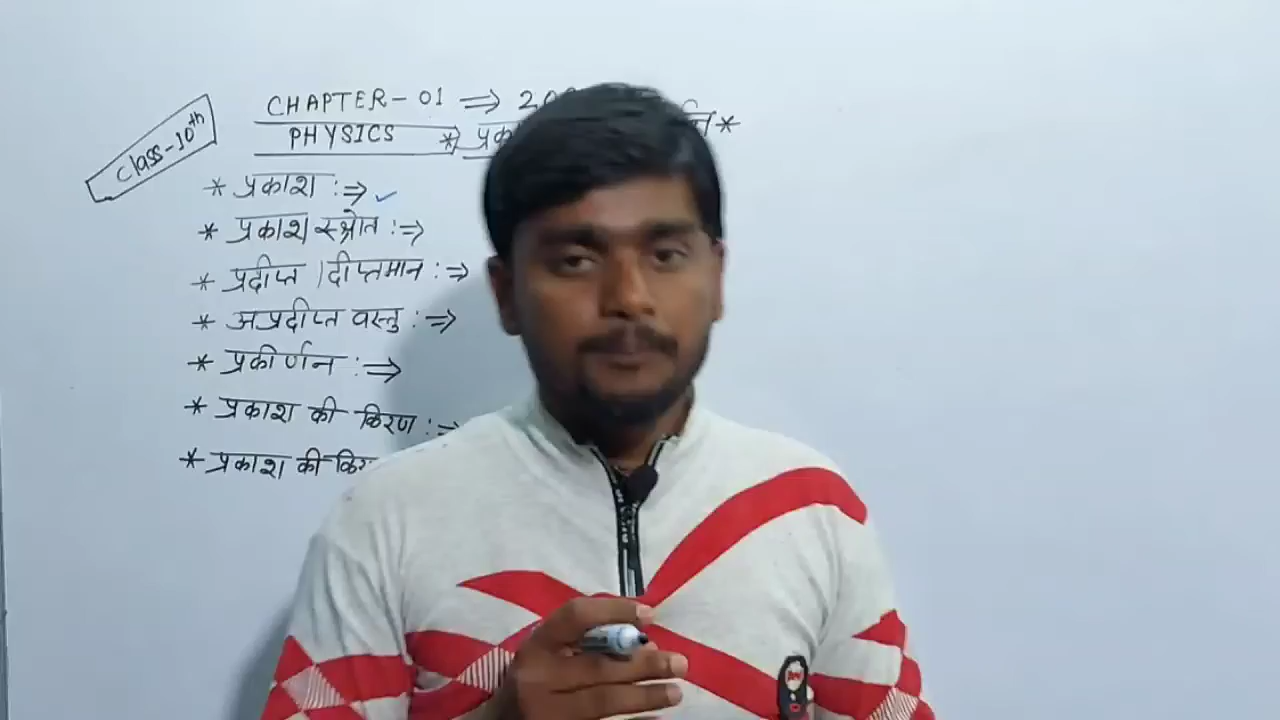 Class-10th
CHAPTER-01 ⇒
PHYSICS
* प्रकाश :⇒ ✓
* प्रकाश स्त्रोत :⇒
* प्रदीप्त / दीप्तमान :⇒
* अप्रदीप्त वस्तु :⇒
* प्रकीर्णन :⇒
* प्रकाश की किरण :⇒
* प्रकाश की